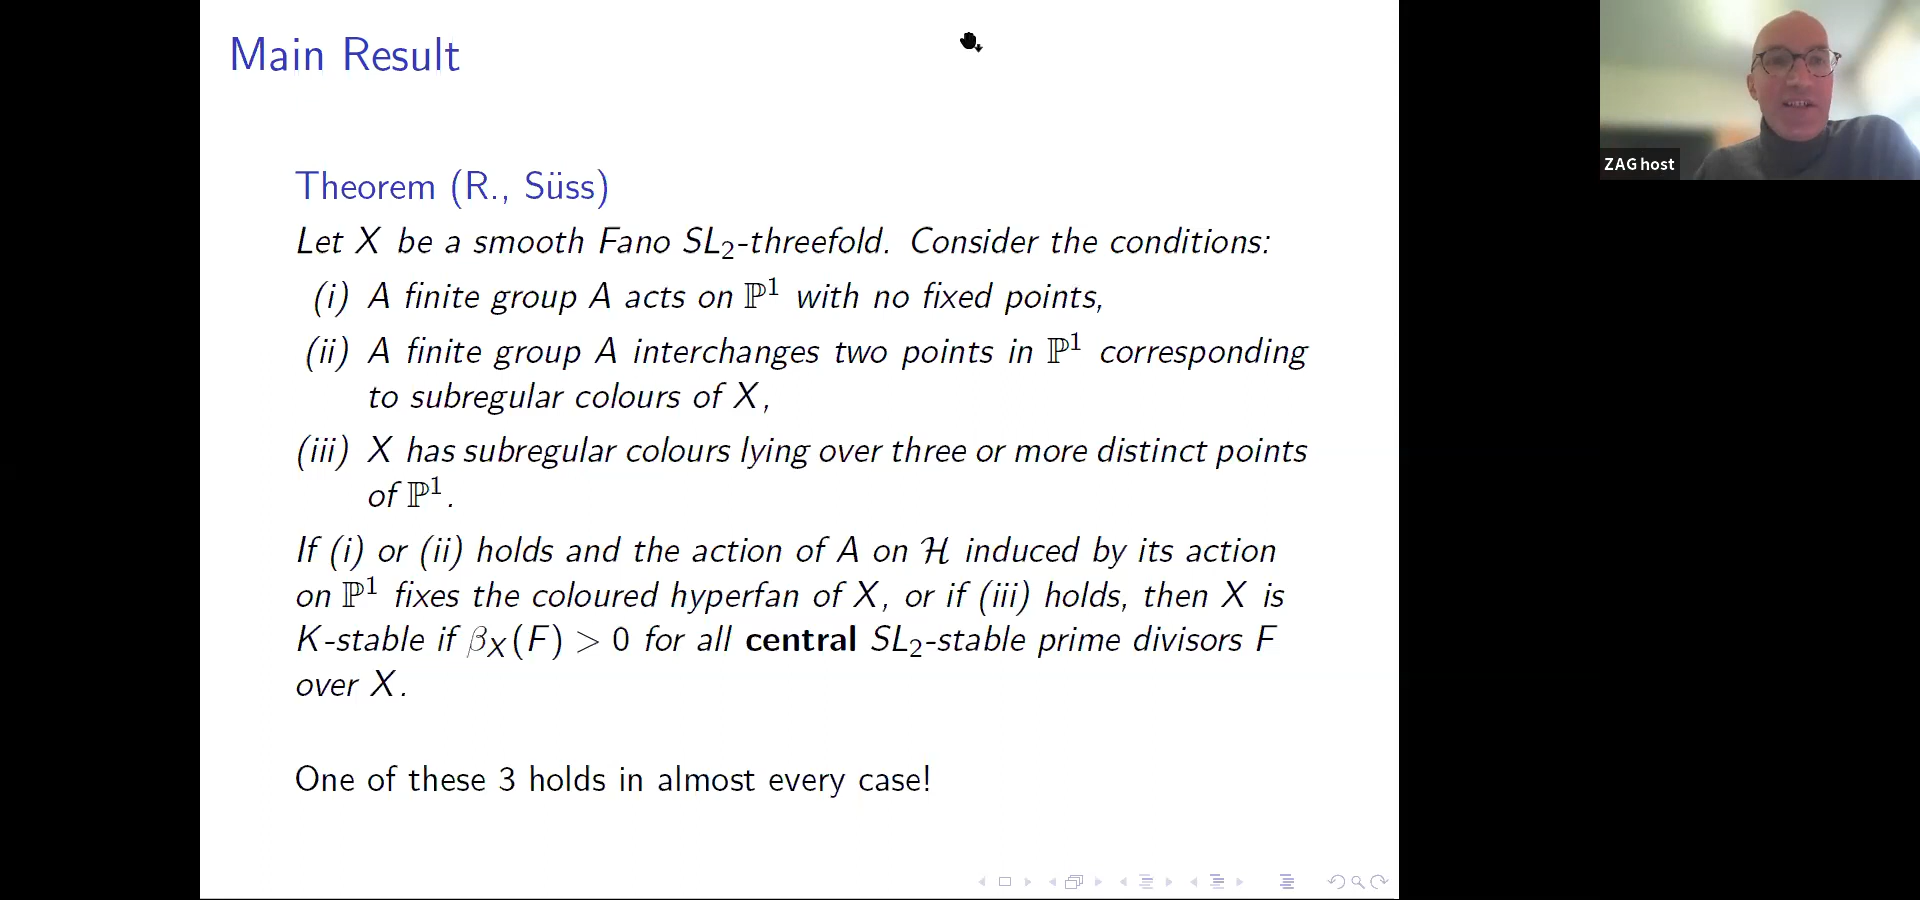 Main Result
Theorem (R., Süss)
Let X be a smooth Fano SL₂-threefold. Consider the conditions:
(i) A finite group A acts on ℙ¹ with no fixed points,
(ii) A finite group A interchanges two points in ℙ¹ corresponding
to subregular colours of X,
(iii) X has subregular colours lying over three or more distinct points
of ℙ¹.
If (i) or (ii) holds and the action of A on ℋ induced by its action
on ℙ¹ fixes the coloured hyperfan of X, or if (iii) holds, then X is
K-stable if β_X(F) > 0 for all central SL₂-stable prime divisors F
over X.
One of these 3 holds in almost every case!
ZAG host